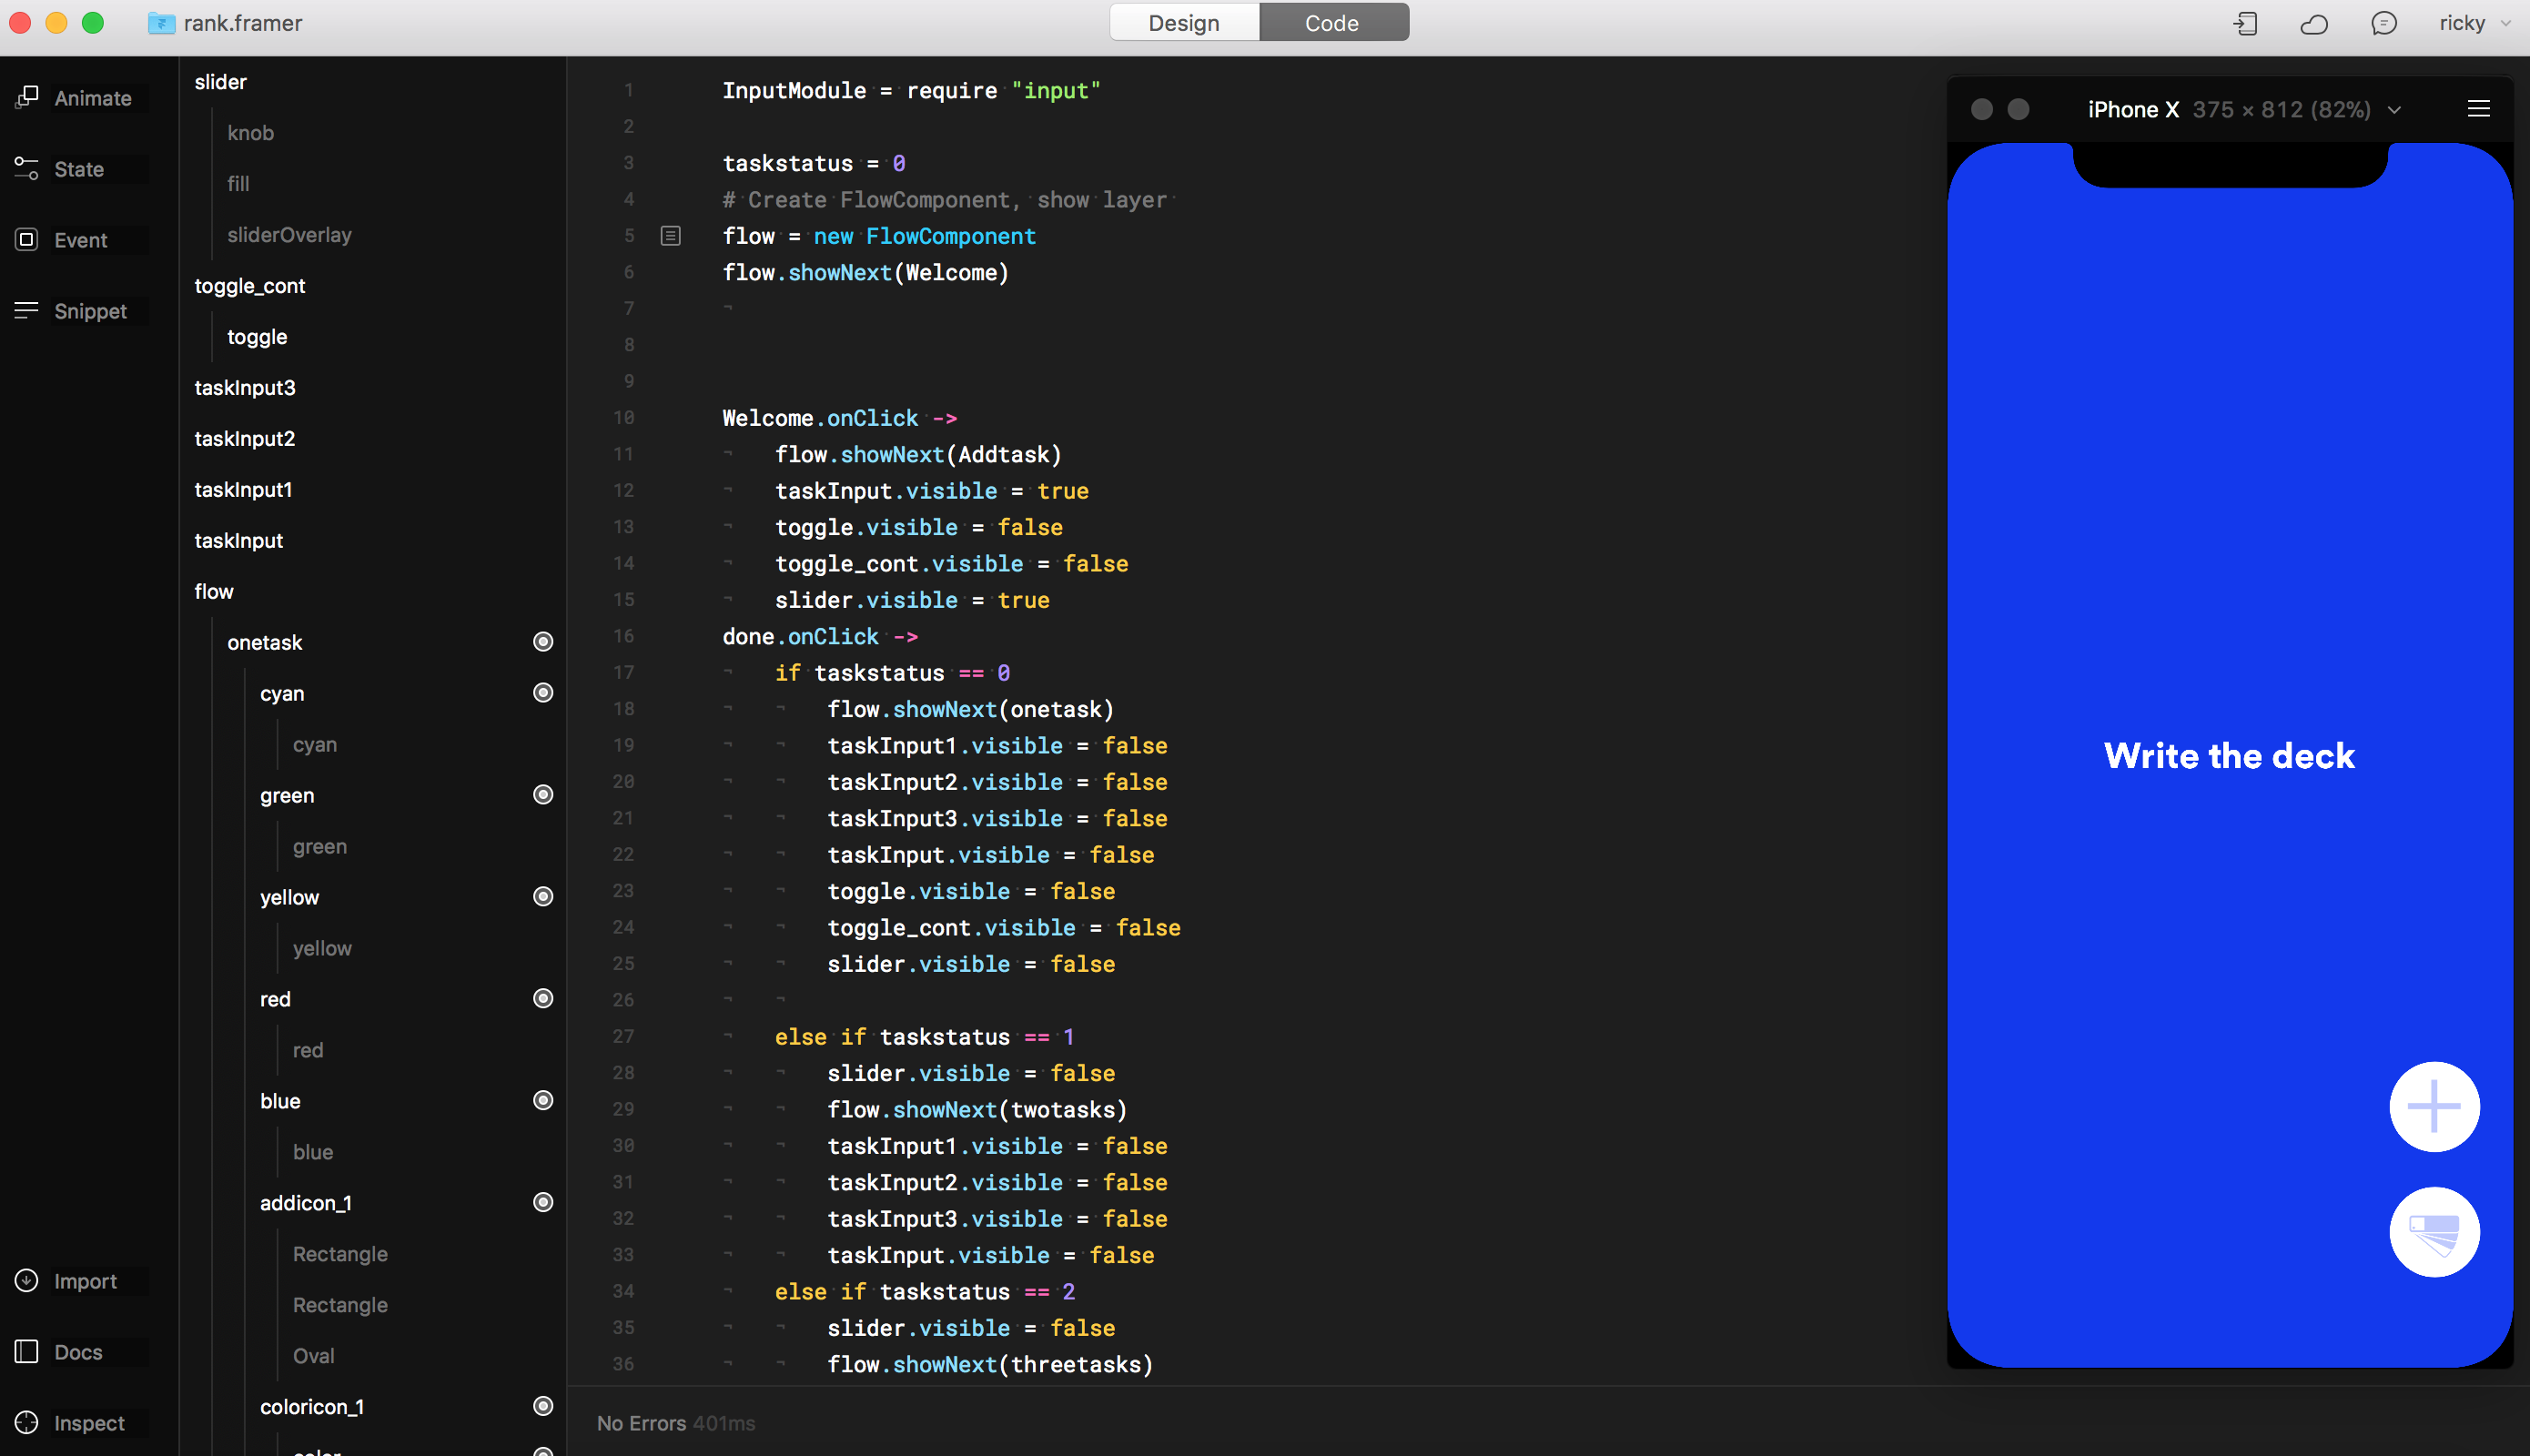 rank.framer
Design
Code
ricky
Animate
State
Event
Snippet
Import
Docs
Inspect
slider
knob
fill
sliderOverlay
toggle_cont
toggle
taskInput3
taskInput2
taskInput1
taskInput
flow
onetask
cyan
cyan
green
green
yellow
yellow
red
red
blue
blue
addicon_1
Rectangle
Rectangle
Oval
coloricon_1
color
1 InputModule = require "input"
2
3 taskstatus = 0
4 # Create FlowComponent, show layer
5 flow = new FlowComponent
6 flow.showNext(Welcome)
7
8
9
10 Welcome.onClick ->
11 flow.showNext(Addtask)
12 taskInput.visible = true
13 toggle.visible = false
14 toggle_cont.visible = false
15 slider.visible = true
16 done.onClick ->
17 if taskstatus == 0
18 flow.showNext(onetask)
19 taskInput1.visible = false
20 taskInput2.visible = false
21 taskInput3.visible = false
22 taskInput.visible = false
23 toggle.visible = false
24 toggle_cont.visible = false
25 slider.visible = false
26
27 else if taskstatus == 1
28 slider.visible = false
29 flow.showNext(twotasks)
30 taskInput1.visible = false
31 taskInput2.visible = false
32 taskInput3.visible = false
33 taskInput.visible = false
34 else if taskstatus == 2
35 slider.visible = false
36 flow.showNext(threetasks)
No Errors 401ms
iPhone X 375 × 812 (82%)
Write the deck